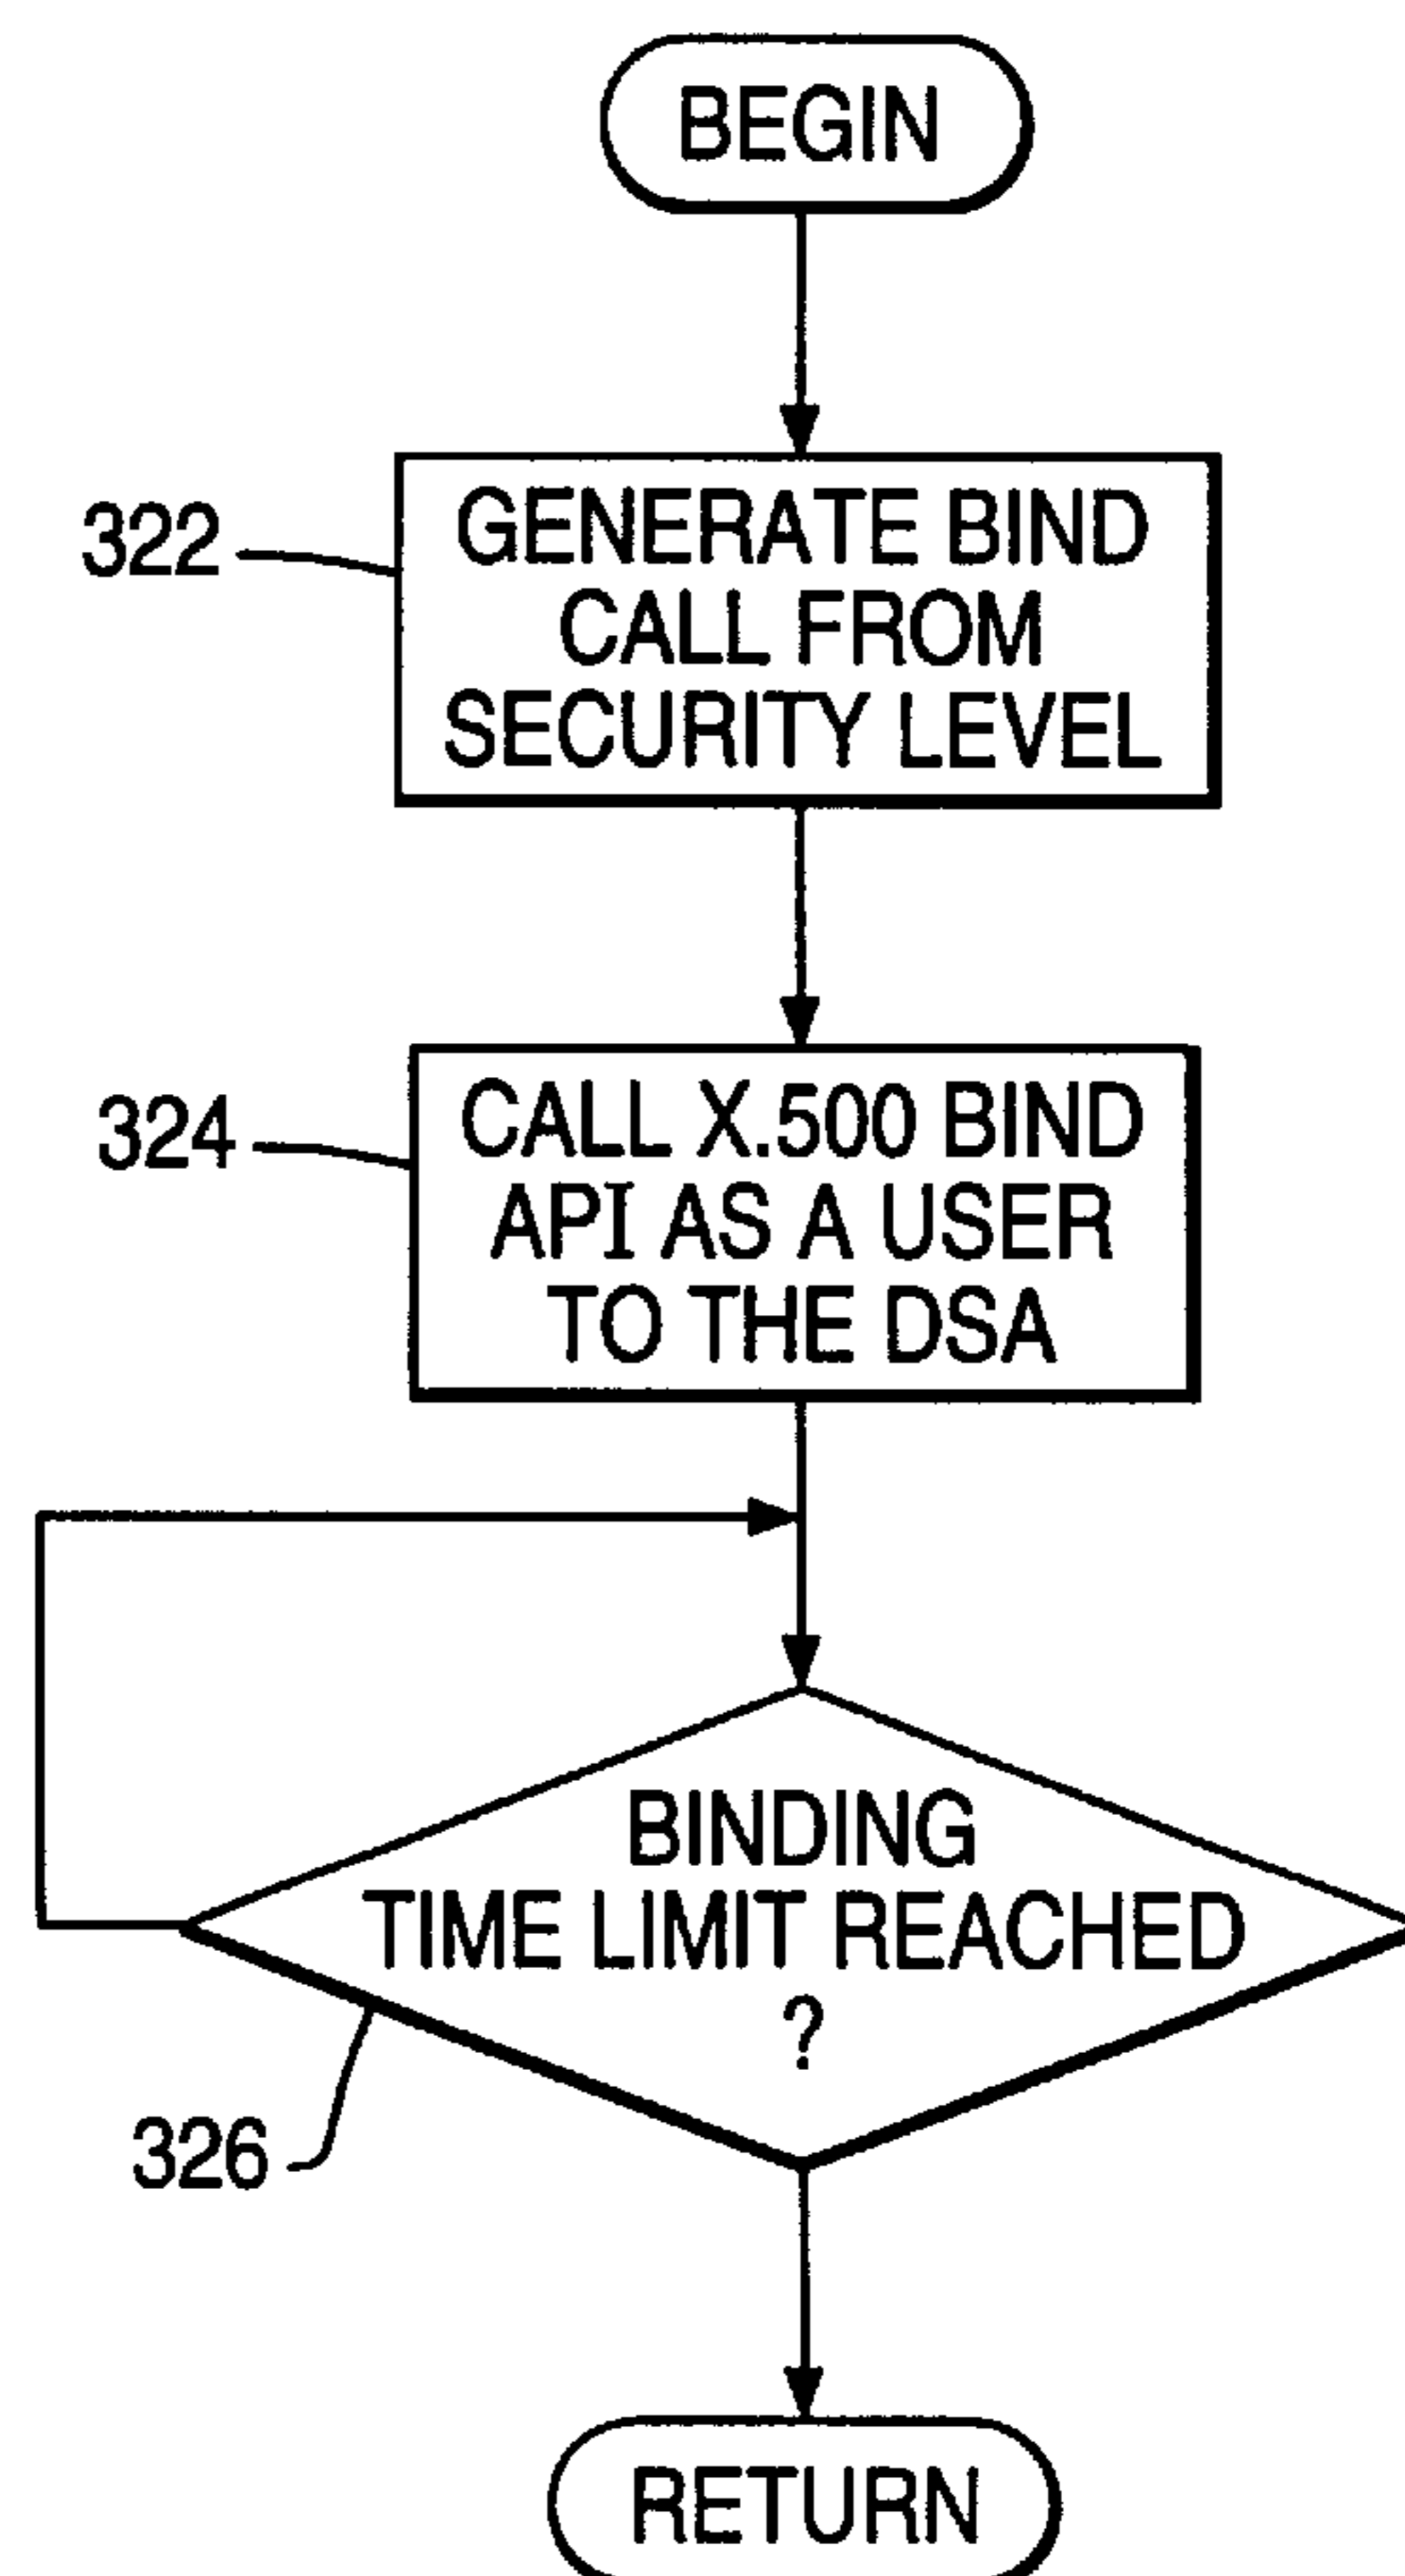 BEGIN
322
GENERATE BIND
CALL FROM
SECURITY LEVEL
324
CALL X.500 BIND
API AS A USER
TO THE DSA
BINDING
TIME LIMIT REACHED
?
326
RETURN